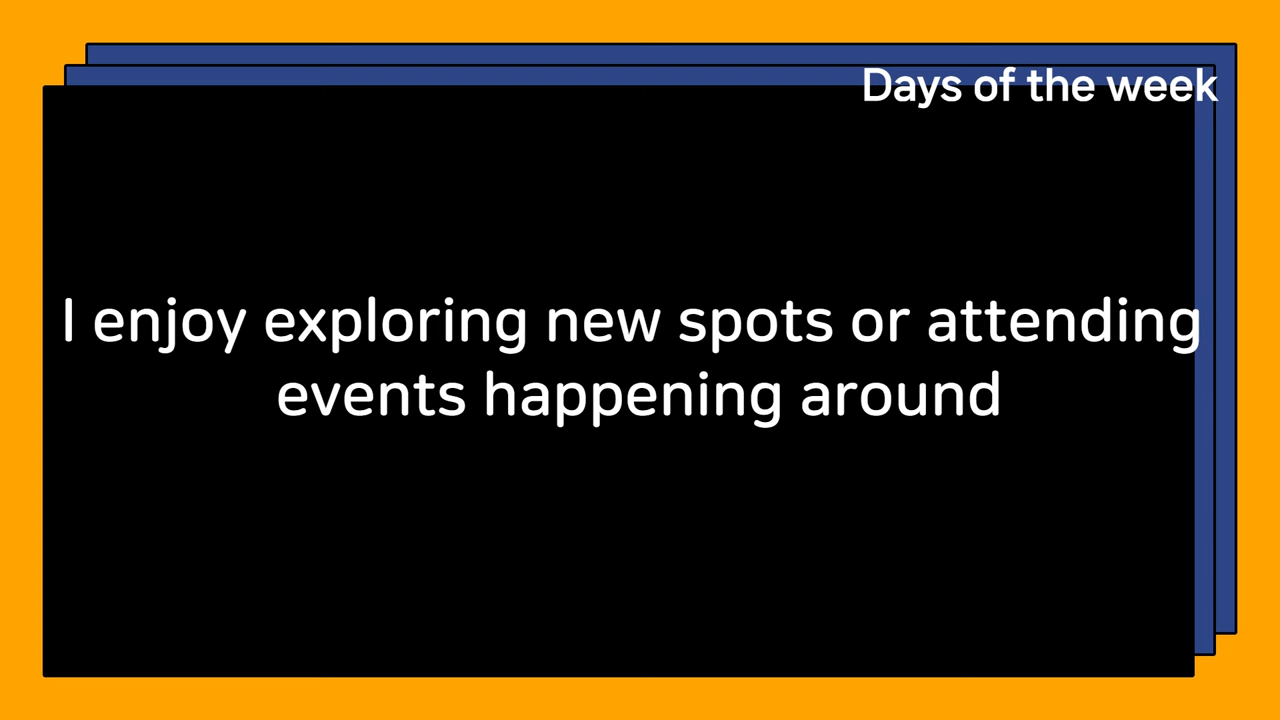 Days of the week
I enjoy exploring new spots or attending
events happening around